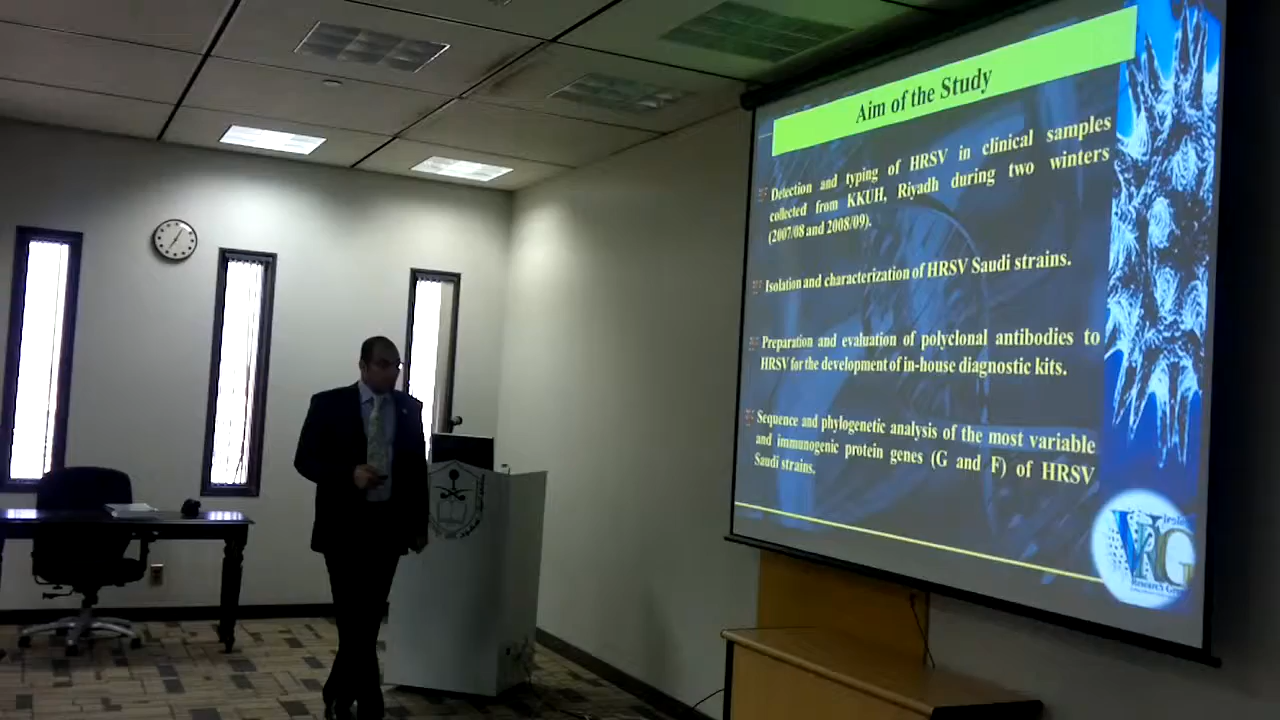 Aim of the Study
Detection and typing of HRSV in clinical samples
collected from KKUH, Riyadh during two winters
(2007/08 and 2008/09).
Isolation and characterization of HRSV Saudi strains.
Preparation and evaluation of polyclonal antibodies to
HRSV for the development of in-house diagnostic kits.
Sequence and phylogenetic analysis of the most variable
and immunogenic protein genes (G and F) of HRSV
Saudi strains.
VRG
Research